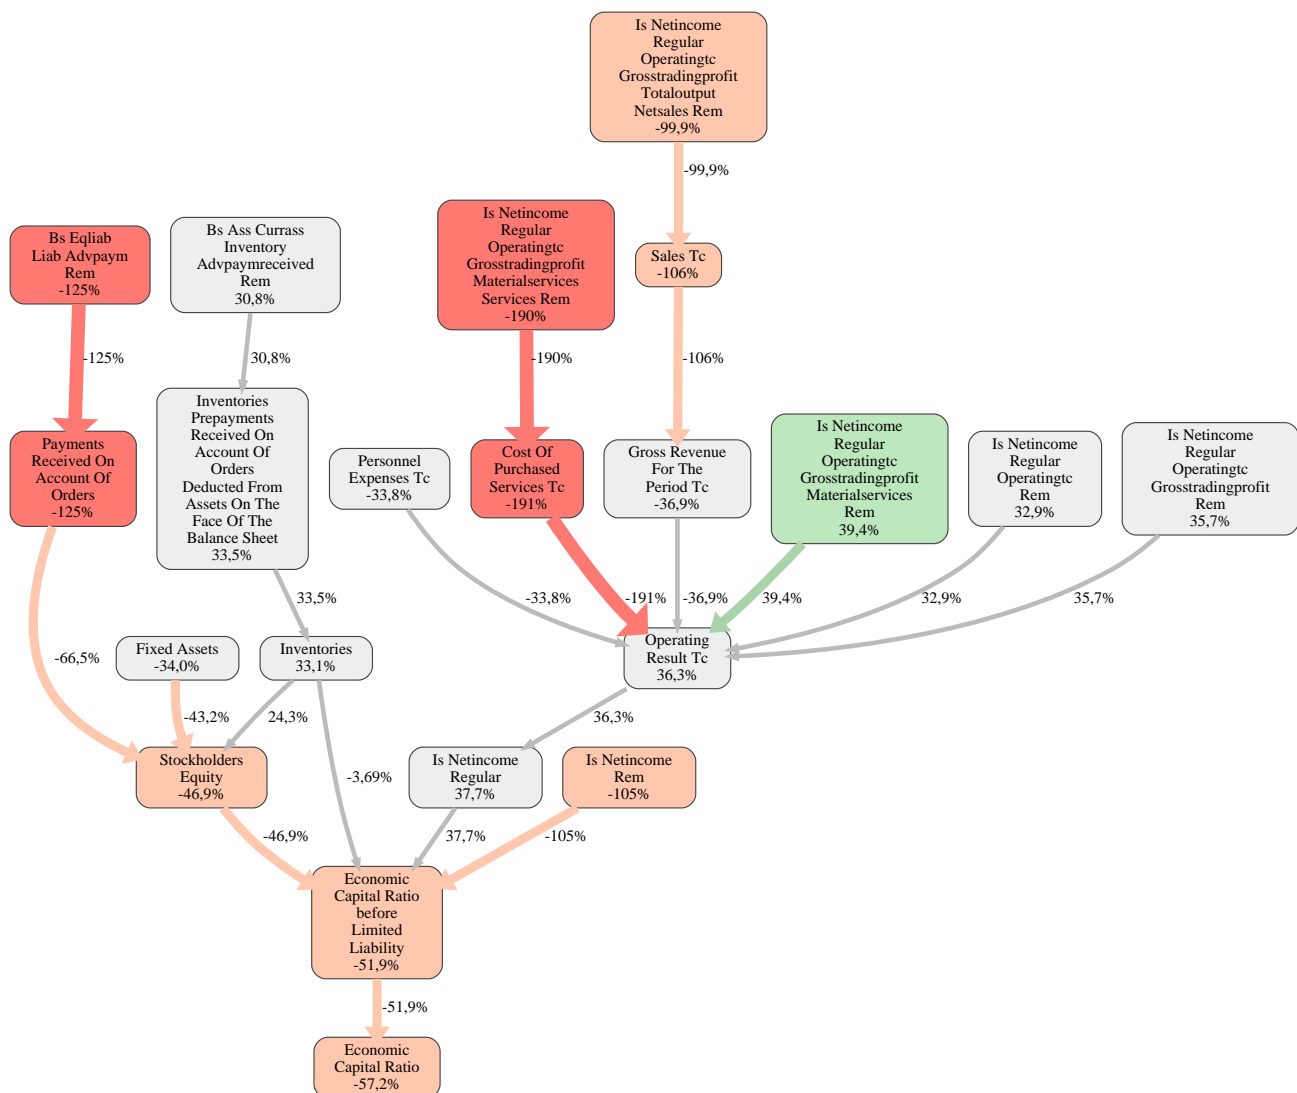 Is Netincome
Regular
Operatingtc
Grosstradingprofit
Totaloutput
Netsales Rem
-99,9%
-99,9%
Bs Eqliab
Liab Advpaym
Rem
-125%
Bs Ass Currass
Inventory
Advpaymreceived
Rem
30,8%
Is Netincome
Regular
Operatingtc
Grosstradingprofit
Materialservices
Services Rem
-190%
Sales Tc
-106%
-125%
30,8%
-190%
-106%
Payments
Received On
Account Of
Orders
-125%
Inventories
Prepayments
Received On
Account Of
Orders
Deducted From
Assets On The
Face Of The
Balance Sheet
33,5%
Personnel
Expenses Tc
-33,8%
Cost Of
Purchased
Services Tc
-191%
Gross Revenue
For The
Period Tc
-36,9%
Is Netincome
Regular
Operatingtc
Grosstradingprofit
Materialservices
Rem
39,4%
Is Netincome
Regular
Operatingtc
Rem
32,9%
Is Netincome
Regular
Operatingtc
Grosstradingprofit
Rem
35,7%
33,5%
-33,8%
-191%
-36,9%
39,4%
32,9%
35,7%
-66,5%
Fixed Assets
-34,0%
Inventories
33,1%
Operating
Result Tc
36,3%
-43,2%
24,3%
36,3%
Stockholders
Equity
-46,9%
-3,69%
Is Netincome
Regular
37,7%
Is Netincome
Rem
-105%
-46,9%
37,7%
-105%
Economic
Capital Ratio
before
Limited
Liability
-51,9%
-51,9%
Economic
Capital Ratio
-57,2%